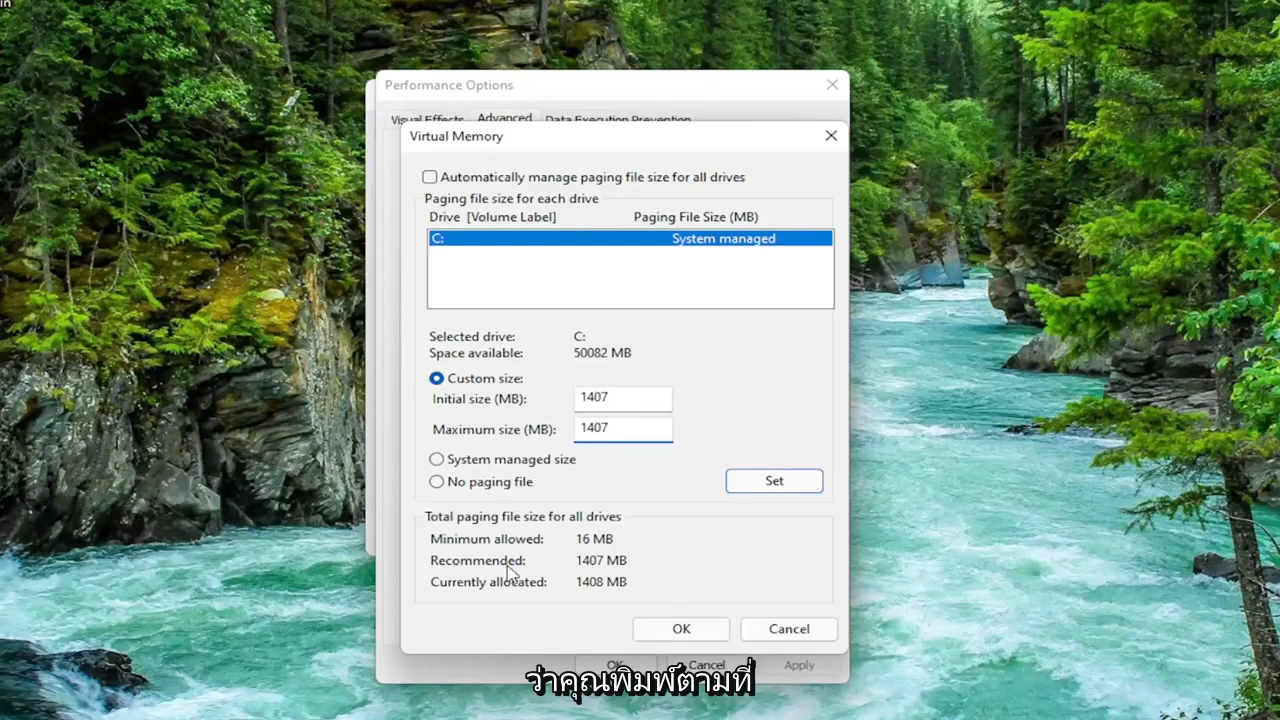 in
Performance Options
Visual Effects Advanced Data Execution Prevention
Virtual Memory
Automatically manage paging file size for all drives
Paging file size for each drive
Drive [Volume Label] Paging File Size (MB)
C: System managed
Selected drive: C:
Space available: 50082 MB
Custom size:
Initial size (MB): 1407
Maximum size (MB): 1407
System managed size
No paging file
Set
Total paging file size for all drives
Minimum allowed: 16 MB
Recommended: 1407 MB
Currently allocated: 1408 MB
OK Cancel
OK Cancel Apply
ว่าคุณพิมพ์ตามที่